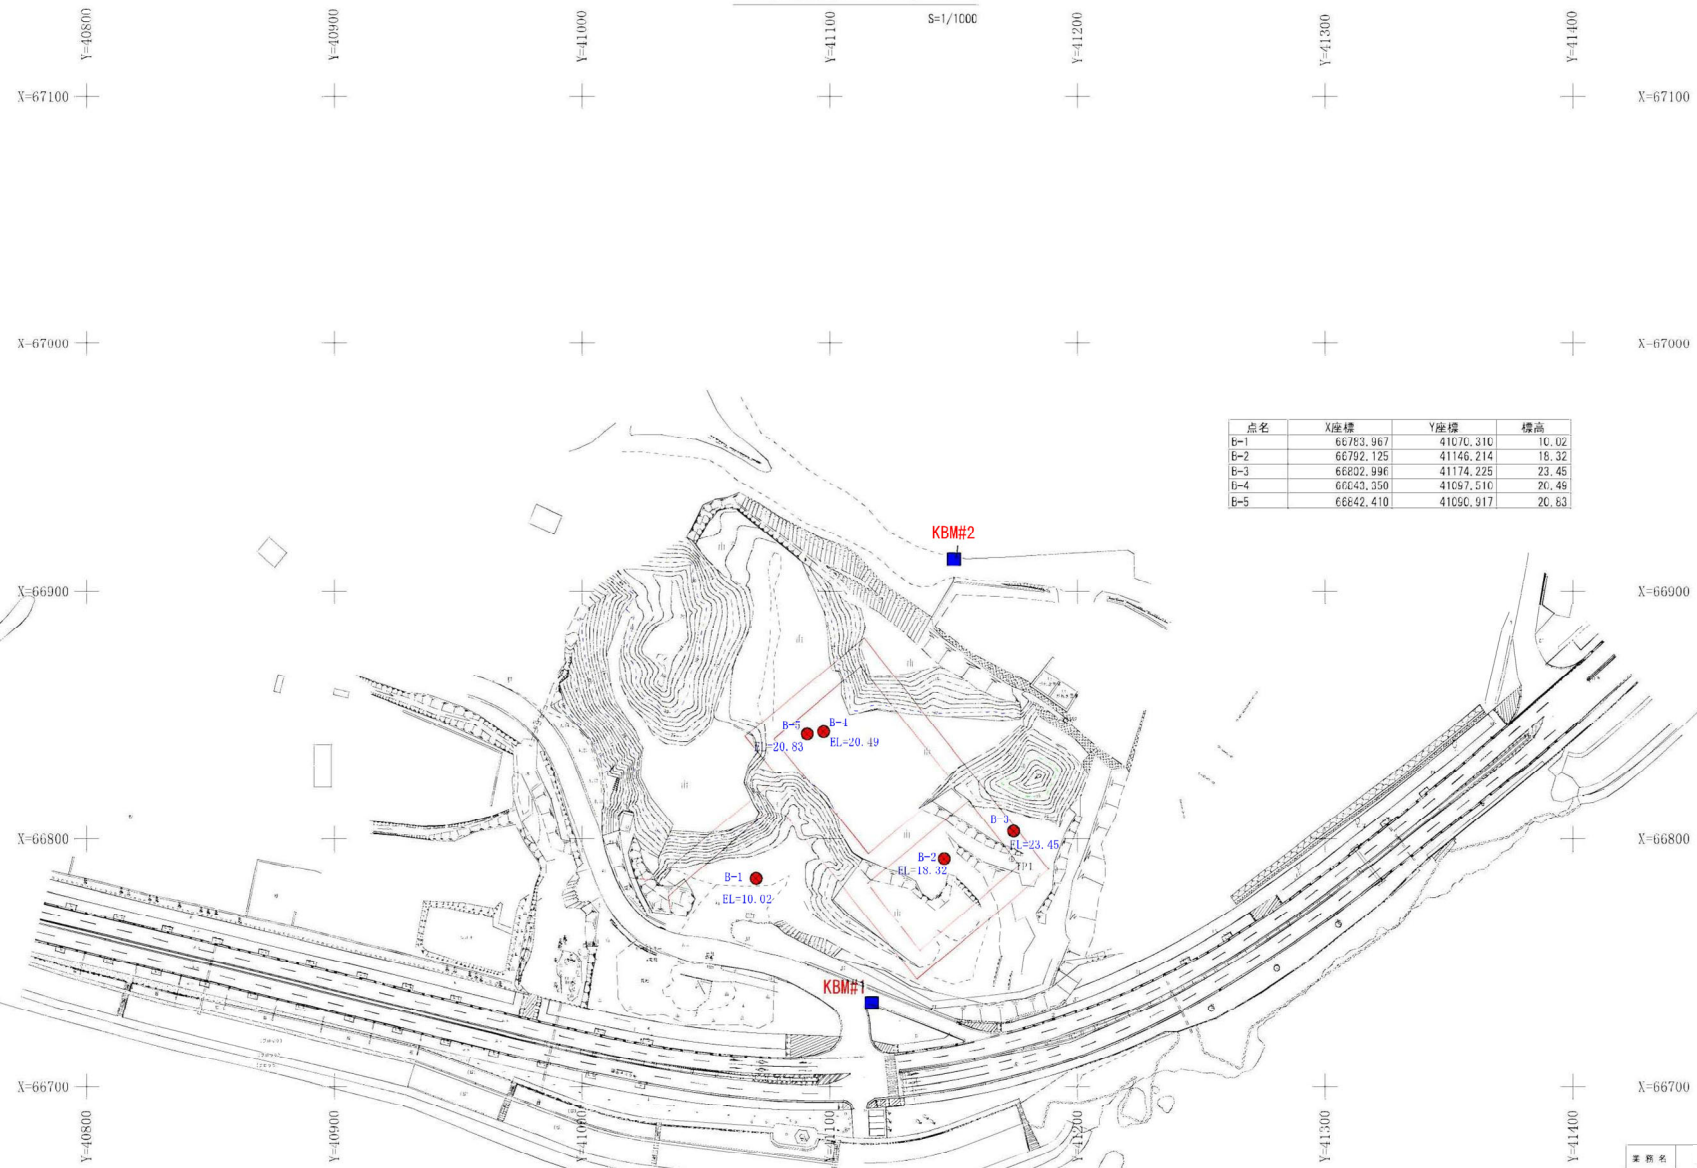 S=1/1000
Y=40800
Y=40900
Y=41000
Y=41100
Y=41200
Y=41300
Y=41400
X=67100
X=67100
X=67000
X=67000
点名 X座標 Y座標 標高
B-1 66783.967 41070.310 10.02
B-2 66792.125 41146.214 18.32
B-3 66802.996 41174.225 23.45
B-4 66843.350 41097.510 20.49
B-5 66842.410 41090.917 20.83
KBM#2
X=66900
X=66900
B-5
B-4
EL=20.83
EL=20.49
B-3
X=66800
X=66800
EL=23.45
B-2
TP1
EL=18.32
B-1
EL=10.02
KBM#1
X=66700
X=66700
Y=40800
Y=40900
Y=41000
Y=41100
Y=41200
Y=41300
Y=41400
業務名